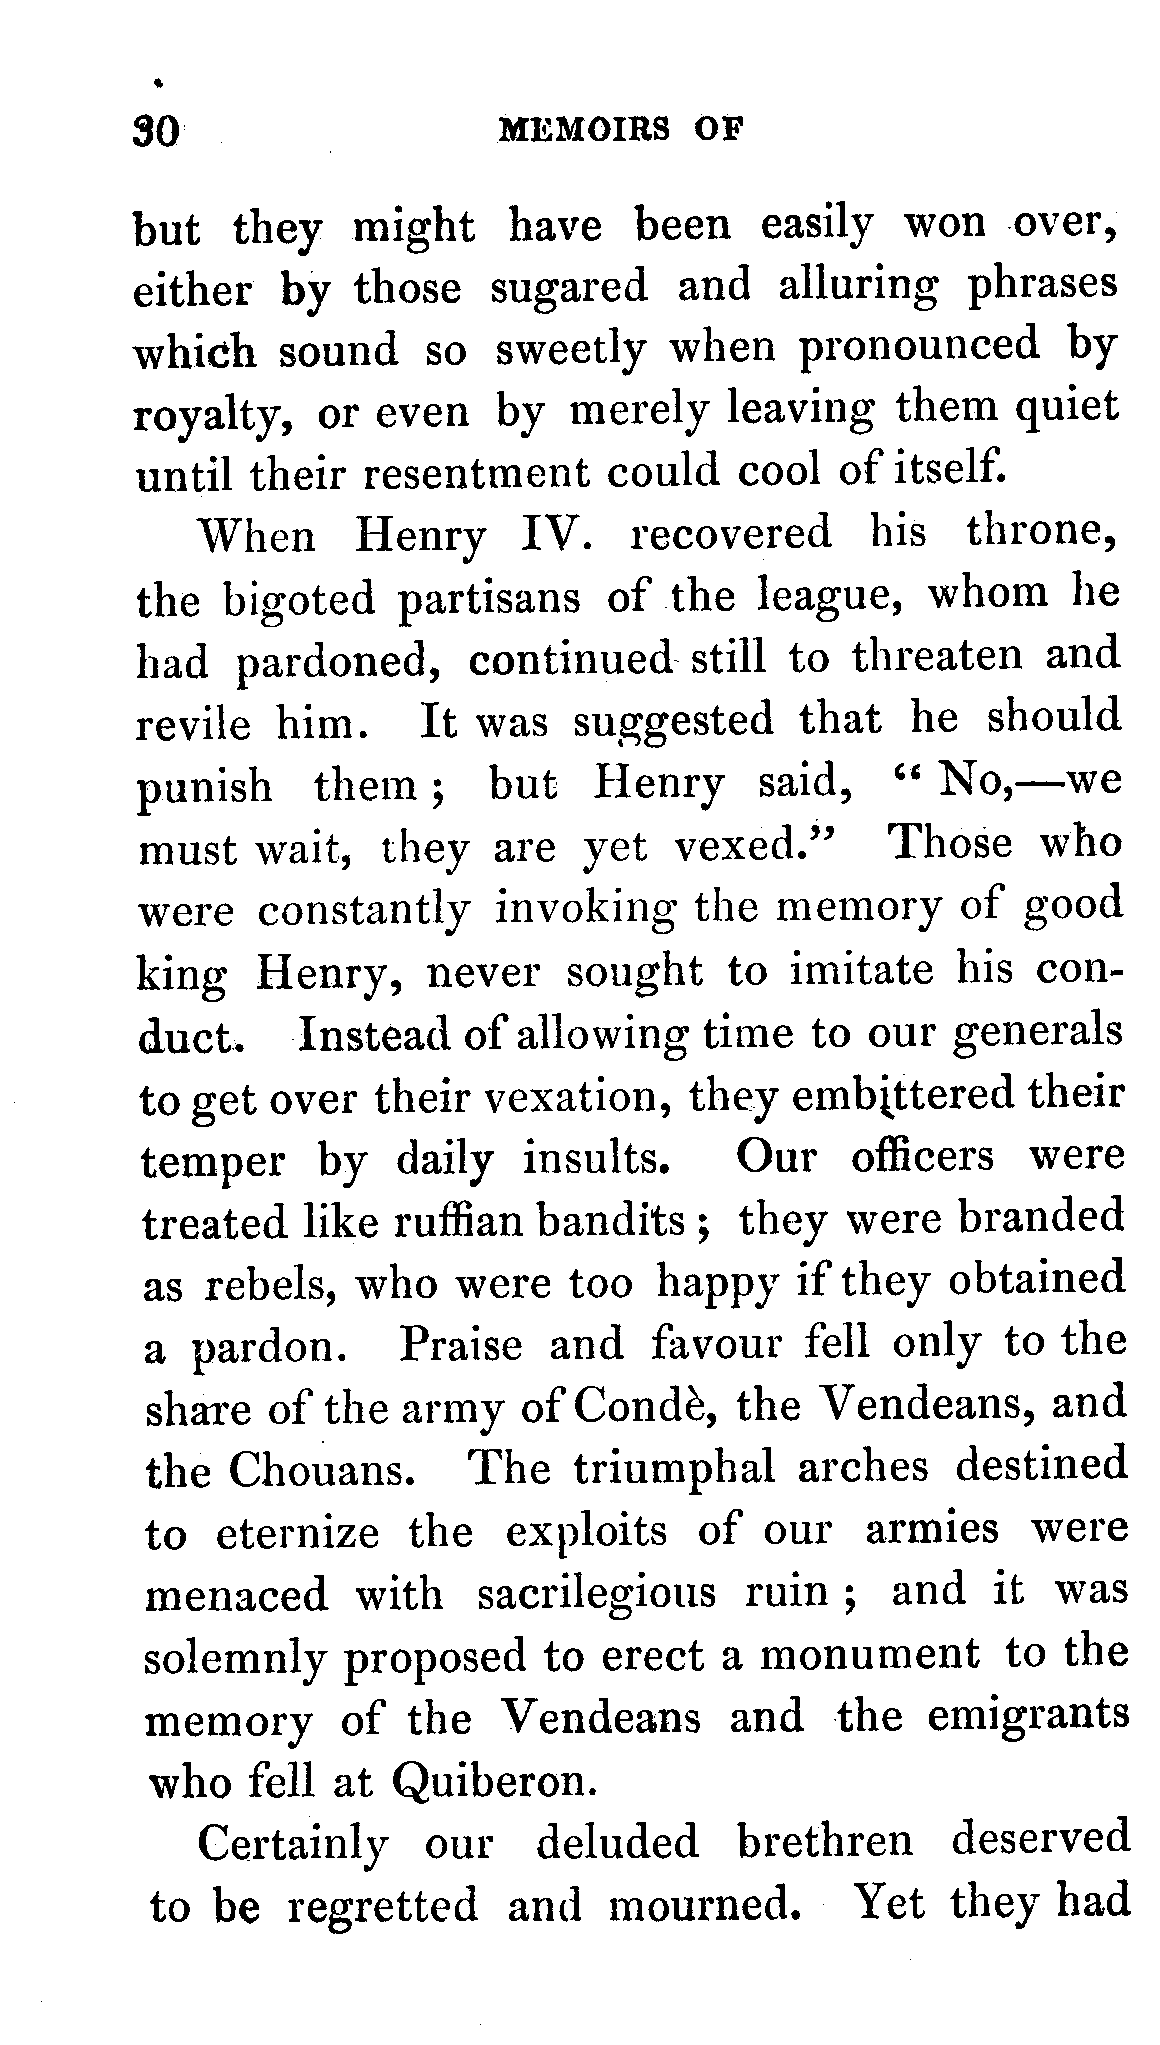 30 MEMOIRS OF
but they might have been easily won over,
either by those sugared and alluring phrases
which sound so sweetly when pronounced by
royalty, or even by merely leaving them quiet
until their resentment could cool of itself.
When Henry IV. recovered his throne,
the bigoted partisans of the league, whom he
had pardoned, continued still to threaten and
revile him. It was suggested that he should
punish them ; but Henry said, “ No,—we
must wait, they are yet vexed.” Those who
were constantly invoking the memory of good
king Henry, never sought to imitate his con-
duct. Instead of allowing time to our generals
to get over their vexation, they embittered their
temper by daily insults. Our officers were
treated like ruffian bandits ; they were branded
as rebels, who were too happy if they obtained
a pardon. Praise and favour fell only to the
share of the army of Condè, the Vendeans, and
the Chouans. The triumphal arches destined
to eternize the exploits of our armies were
menaced with sacrilegious ruin ; and it was
solemnly proposed to erect a monument to the
memory of the Vendeans and the emigrants
who fell at Quiberon.
Certainly our deluded brethren deserved
to be regretted and mourned. Yet they had